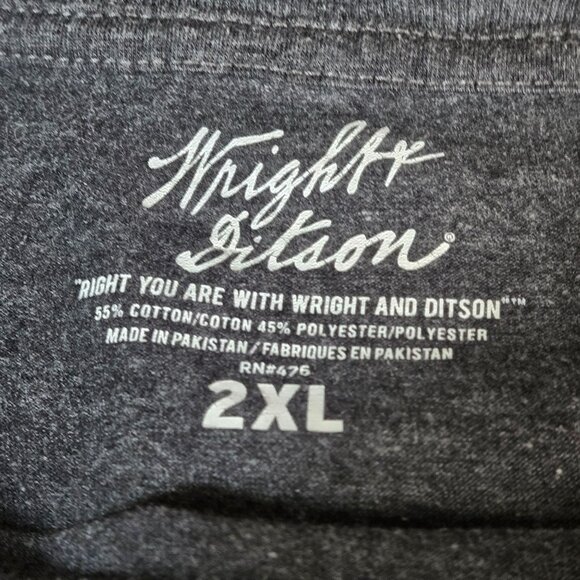 Wright &
Ditson®
"RIGHT YOU ARE WITH WRIGHT AND DITSON"™
55% COTTON/COTON 45% POLYESTER/POLYESTER
MADE IN PAKISTAN/FABRIQUES EN PAKISTAN
RN#476
2XL